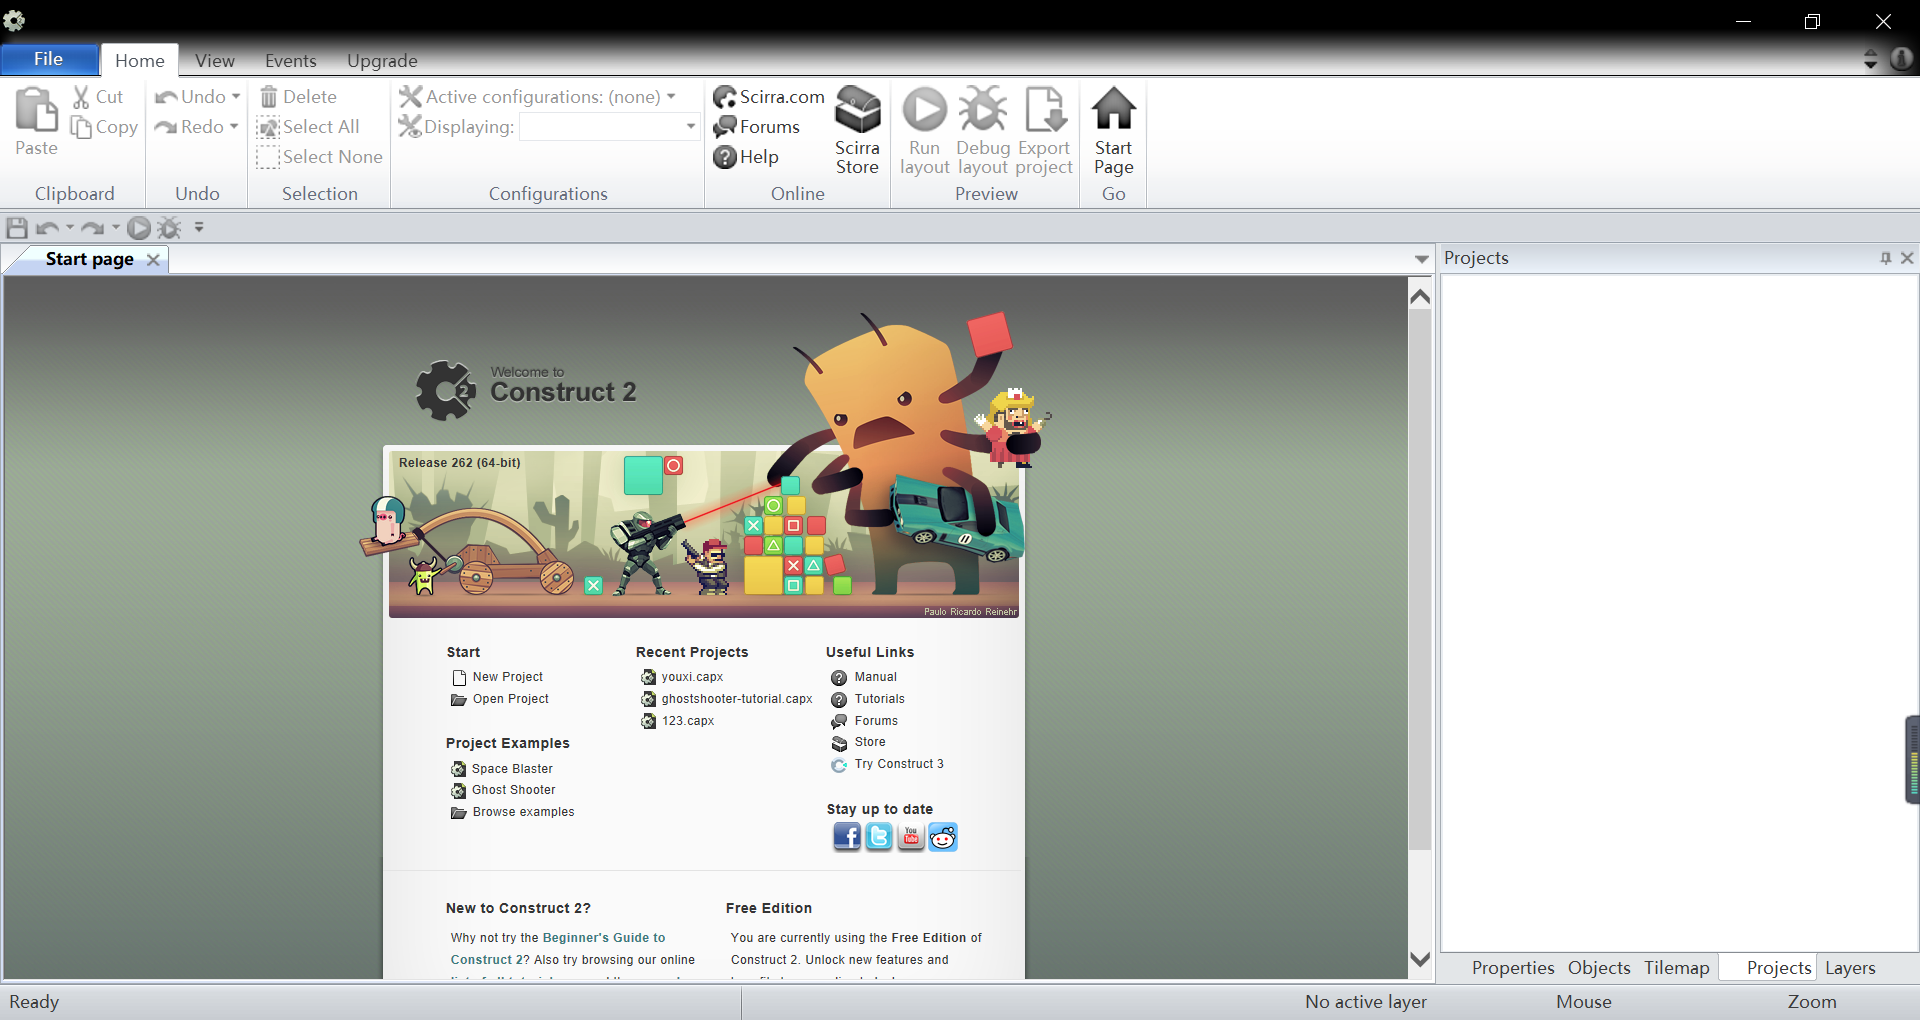 File Home View Events Upgrade
Cut Undo Delete Active configurations: (none) Scirra.com
Copy Redo Select All Displaying: Forums
Paste Select None Help Scirra Store Run layout Debug layout Export project Start Page
Clipboard Undo Selection Configurations Online Preview Go
Start page
Projects
Welcome to
Construct 2
2
Release 262 (64-bit)
11
Paulo Ricardo Reinehr
Start
New Project
Open Project
Project Examples
Space Blaster
Ghost Shooter
Browse examples
Recent Projects
youxi.capx
ghostshooter-tutorial.capx
123.capx
Useful Links
Manual
Tutorials
Forums
Store
Try Construct 3
Stay up to date
You Tube
New to Construct 2?
Why not try the Beginner's Guide to
Construct 2? Also try browsing our online
Free Edition
You are currently using the Free Edition of
Construct 2. Unlock new features and
Properties Objects Tilemap Projects Layers
Ready No active layer Mouse Zoom